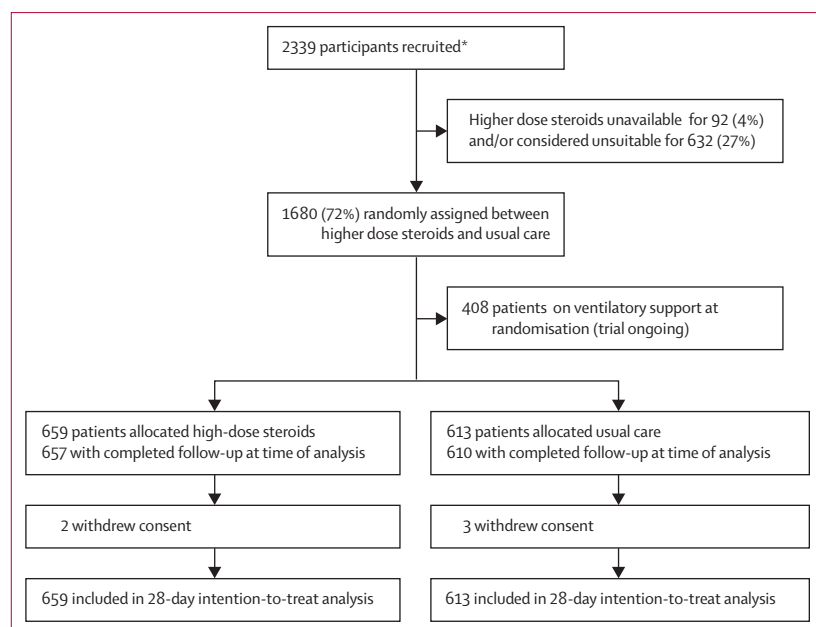 2339 participants recruited*
Higher dose steroids unavailable for 92 (4%)
and/or considered unsuitable for 632 (27%)
1680 (72%) randomly assigned between
higher dose steroids and usual care
408 patients on ventilatory support at
randomisation (trial ongoing)
659 patients allocated high-dose steroids
657 with completed follow-up at time of analysis
613 patients allocated usual care
610 with completed follow-up at time of analysis
2 withdrew consent
3 withdrew consent
659 included in 28-day intention-to-treat analysis
613 included in 28-day intention-to-treat analysis